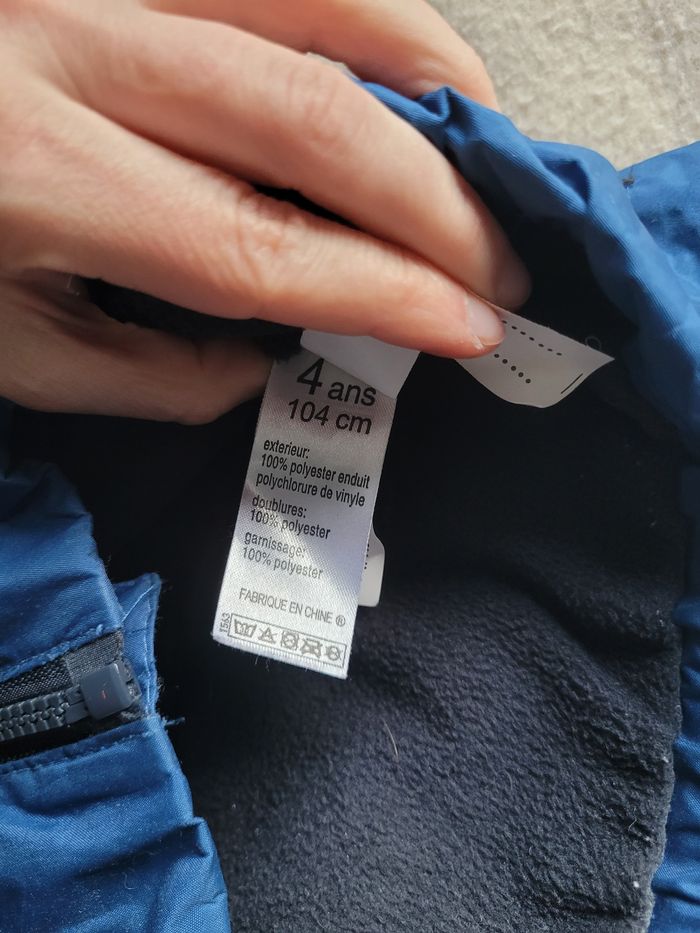 4 ans
104 cm
exterieur:
100% polyester enduit
polychlorure de vinyle
doublures:
100% polyester
garnissage:
100% polyester
FABRIQUE EN CHINE ®
1563